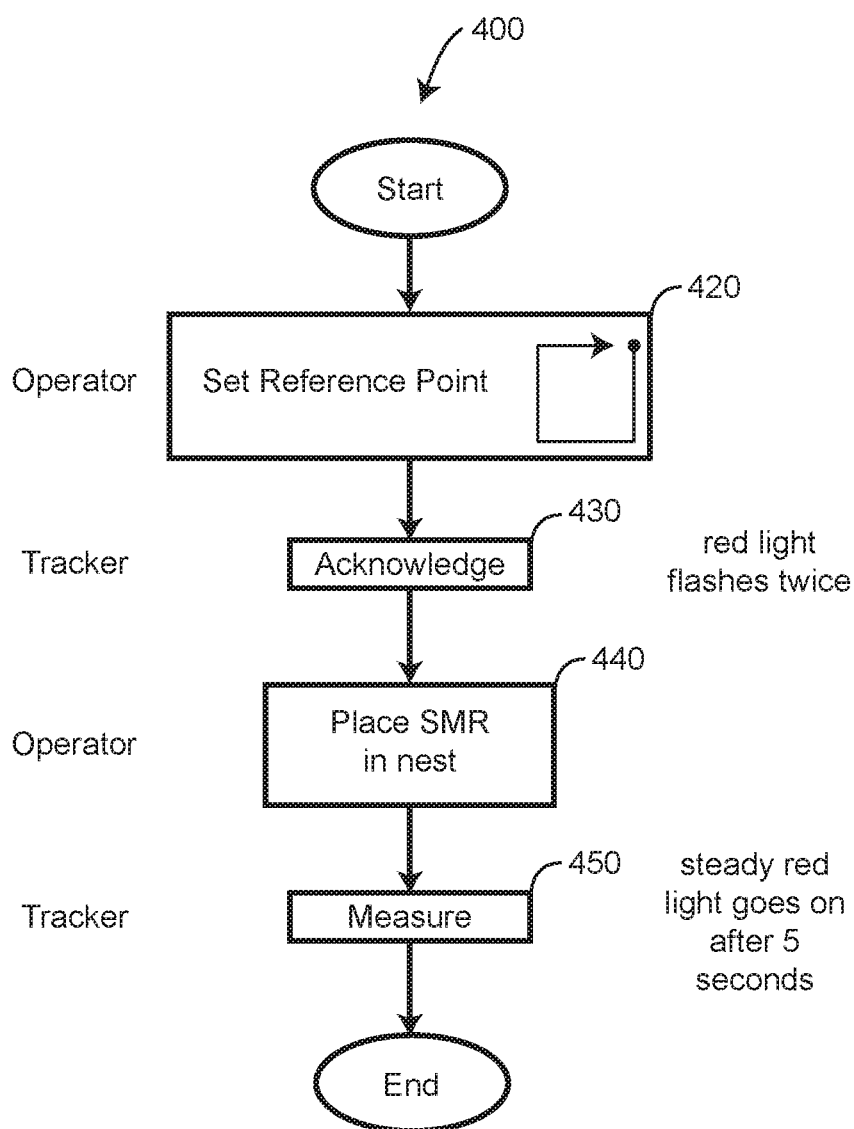 400
Start
420
Operator
Set Reference Point
430
Tracker
Acknowledge
red light
flashes twice
440
Operator
Place SMR
in nest
450
Tracker
Measure
steady red
light goes on
after 5
seconds
End